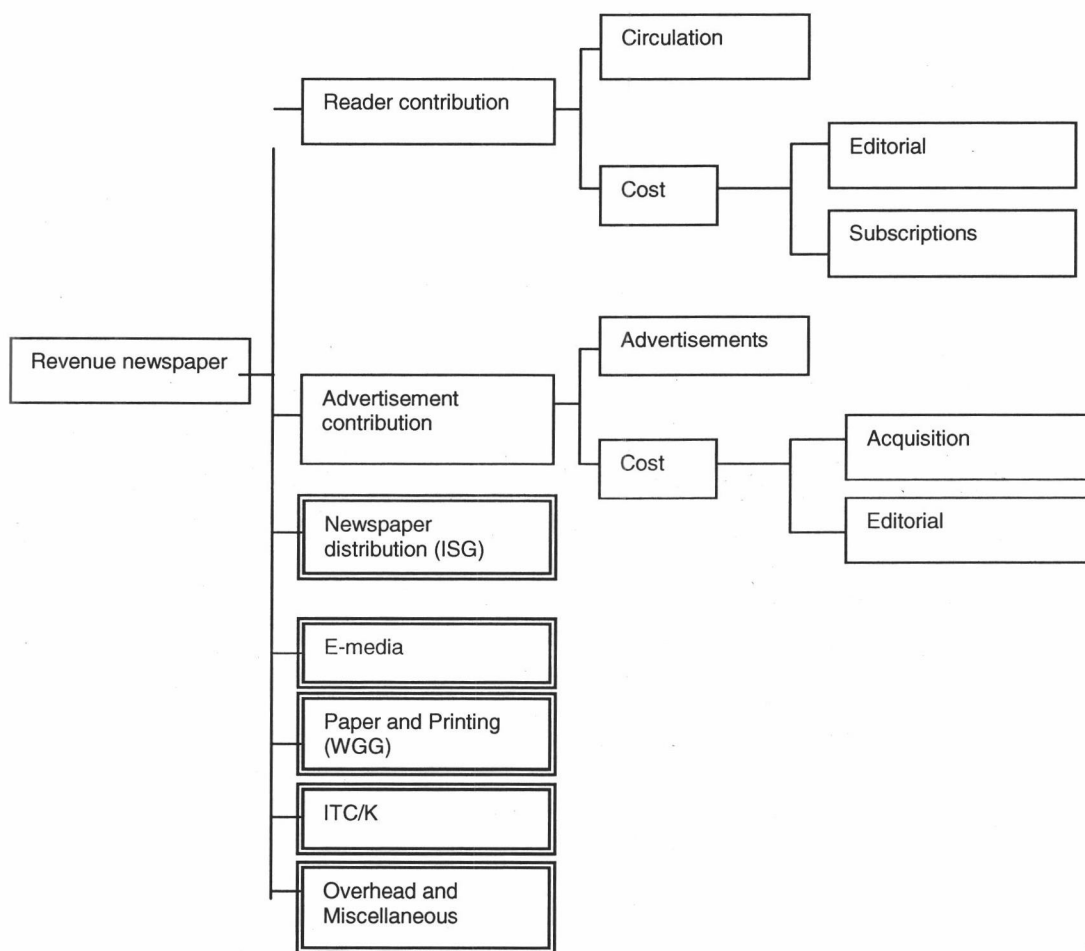 Circulation
Reader contribution
Editorial
Cost
Subscriptions
Advertisements
Revenue newspaper
Advertisement
contribution
Acquisition
Cost
Editorial
Newspaper
distribution (ISG)
E-media
Paper and Printing
(WGG)
ITC/K
Overhead and
Miscellaneous